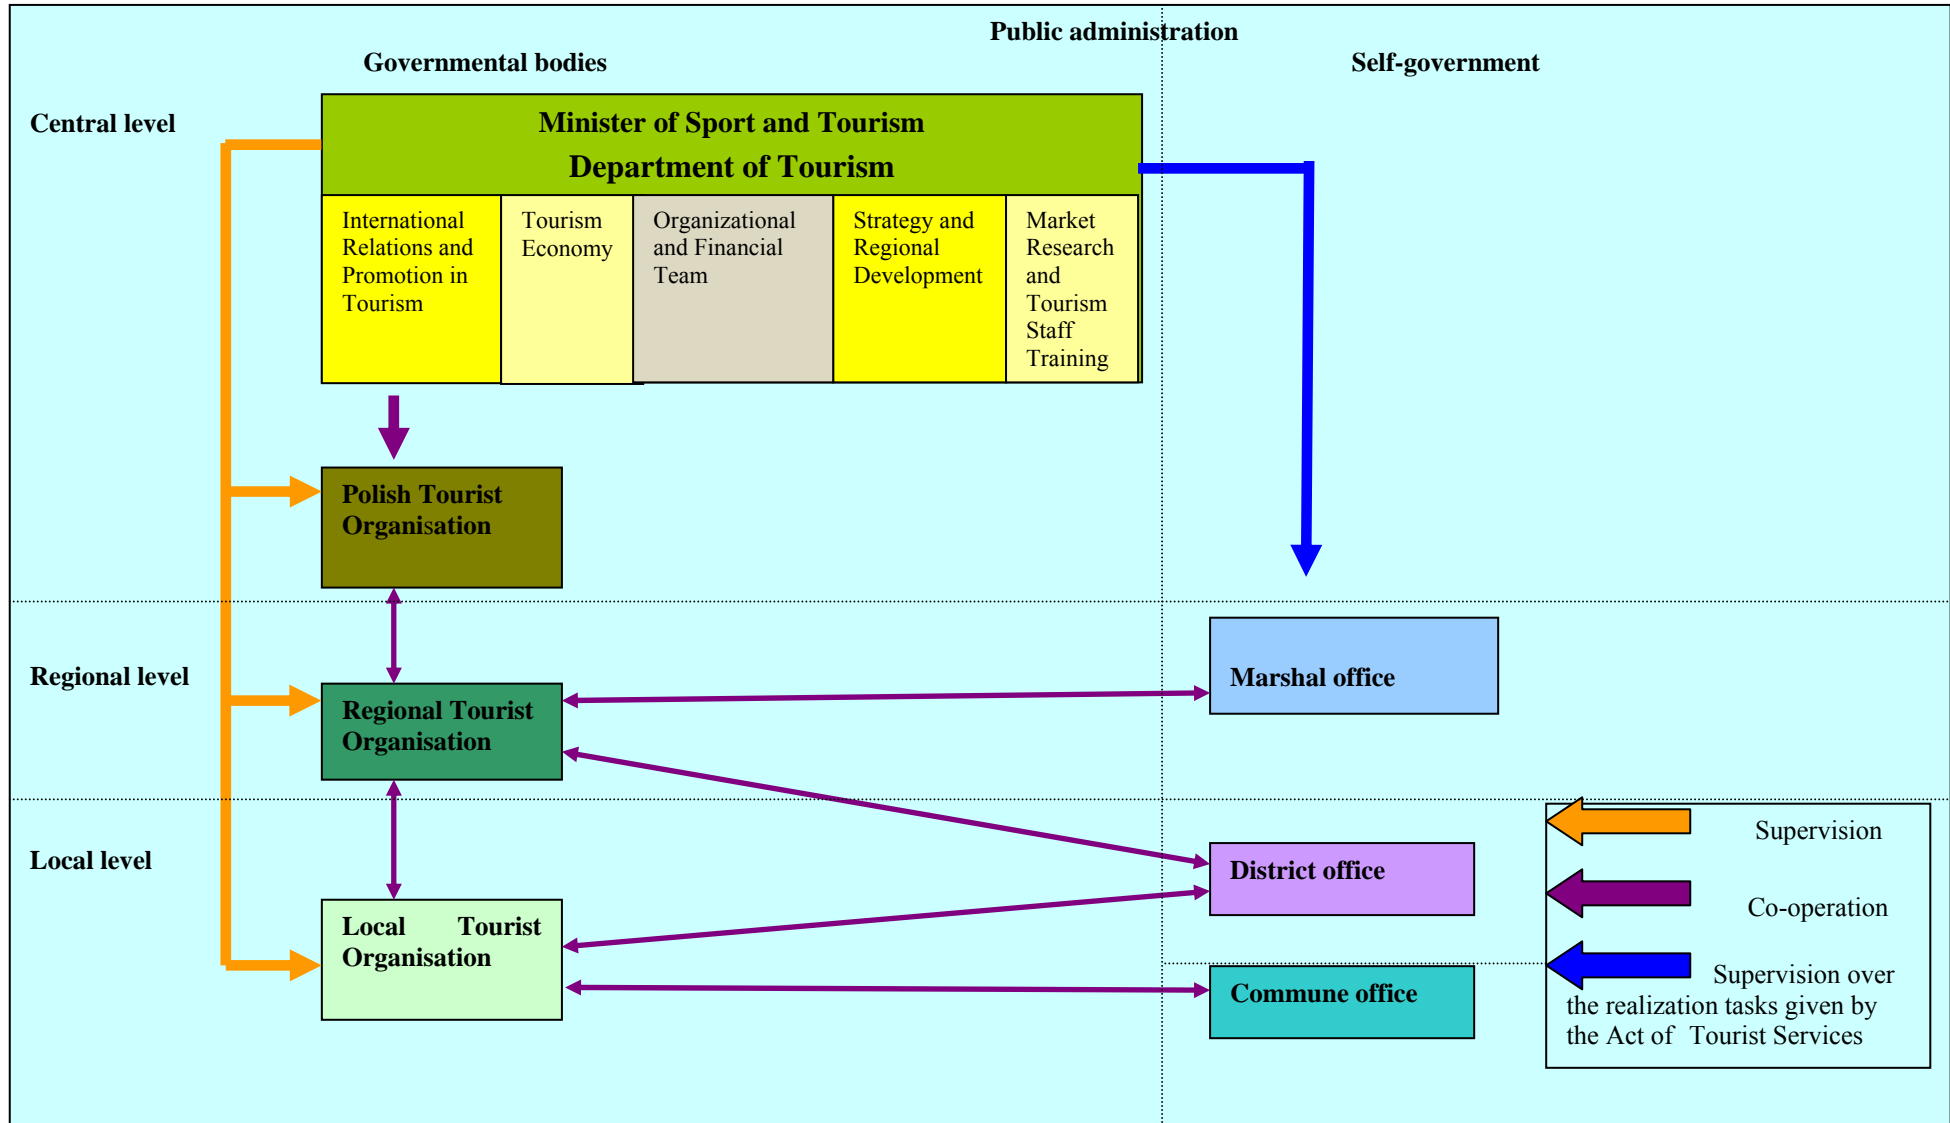 Public administration
Governmental bodies
Self-government
Central level
Minister of Sport and Tourism
Department of Tourism
International
Relations and
Promotion in
Tourism
Tourism
Economy
Organizational
and Financial
Team
Strategy and
Regional
Development
Market
Research
and
Tourism
Staff
Training
Polish Tourist
Organisation
Regional level
Regional Tourist
Organisation
Marshal office
Local level
Local Tourist
Organisation
District office
Commune office
Supervision
Co-operation
Supervision over
the realization tasks given by
the Act of Tourist Services